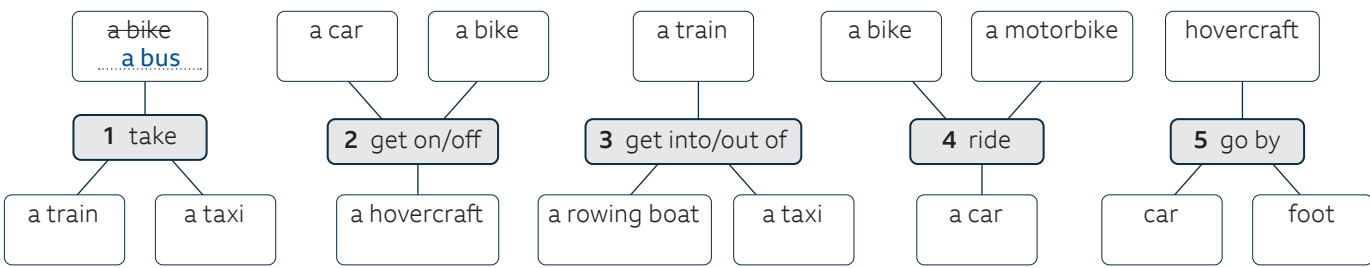 a bike
a bus
1 take
a train
a taxi
a car
a bike
2 get on/off
a hovercraft
a train
3 get into/out of
a rowing boat
a taxi
a bike
a motorbike
4 ride
a car
hovercraft
5 go by
car
foot